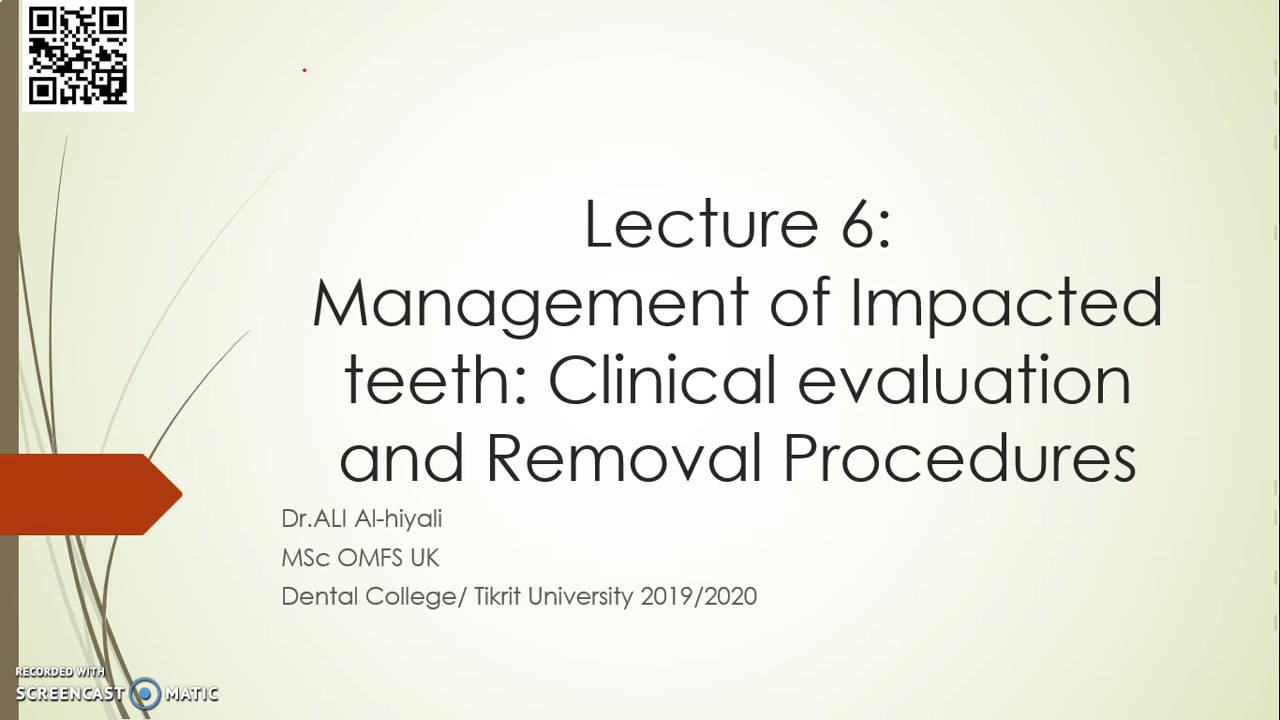 Lecture 6:
Management of Impacted
teeth: Clinical evaluation
and Removal Procedures
Dr.ALI Al-hiyali
MSc OMFS UK
Dental College/ Tikrit University 2019/2020
RECORDED WITH
SCREENCAST MATIC